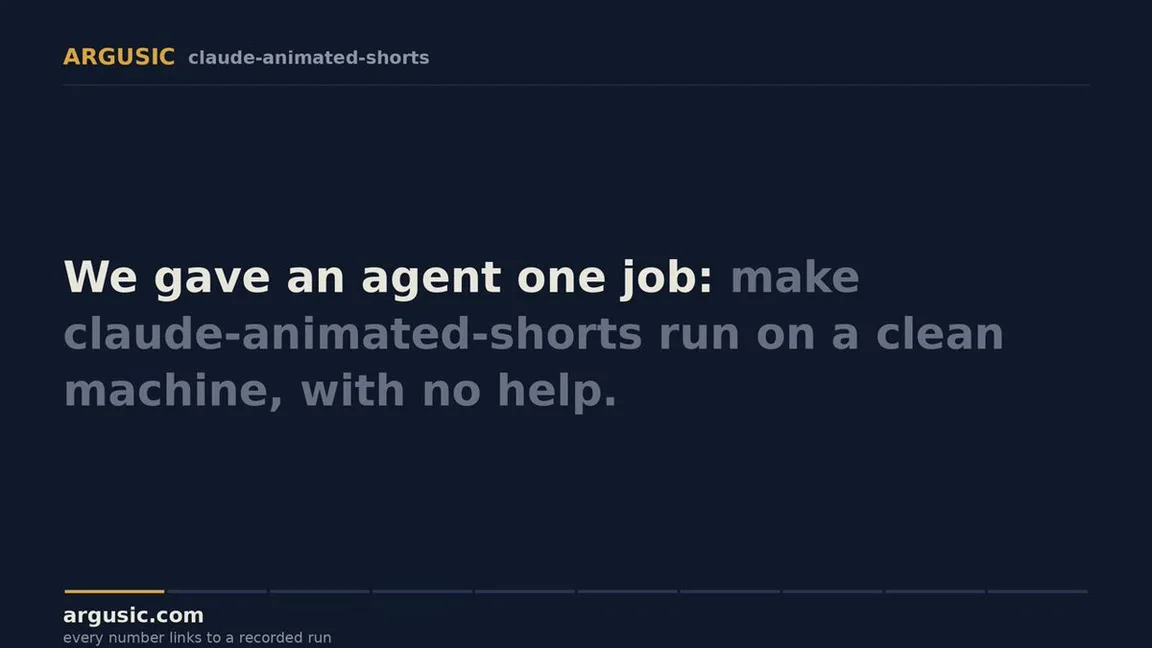 ARGUSIC claude-animated-shorts
We gave an agent one job: make
claude-animated-shorts run on a clean
machine, with no help.
argusic.com
every number links to a recorded run